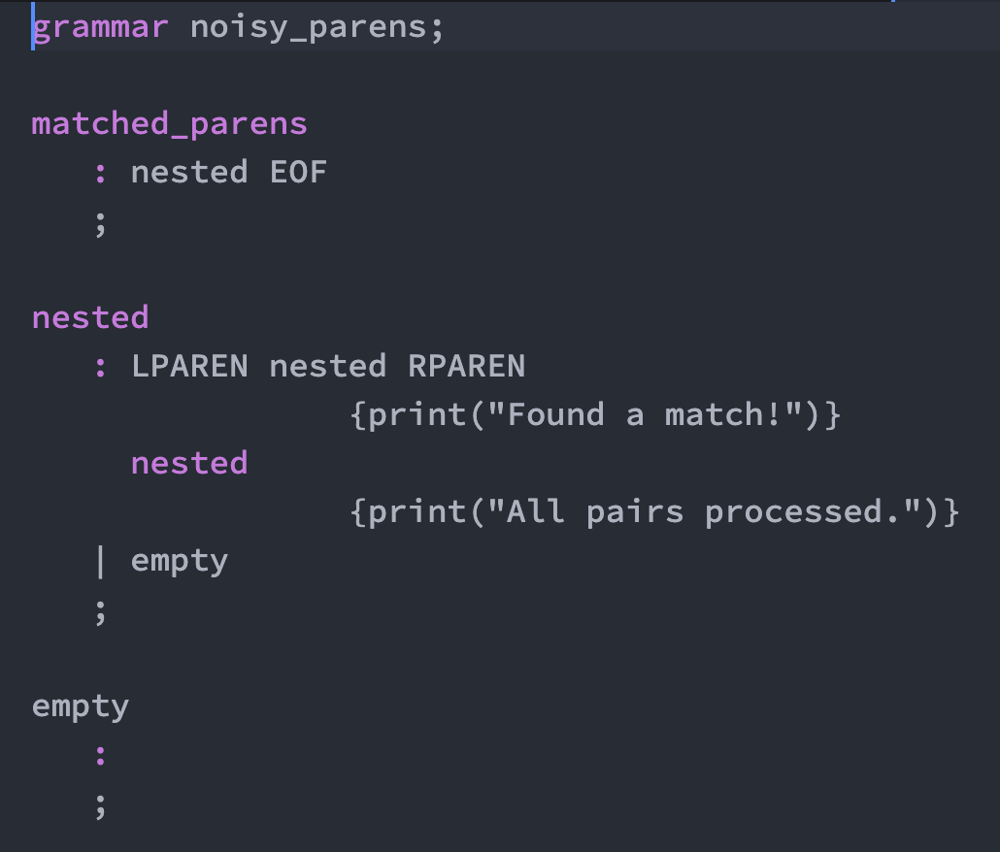 grammar noisy_parens;
matched_parens
: nested EOF
;
nested
: LPAREN nested RPAREN
{print("Found a match!")}
nested
{print("All pairs processed.")}
| empty
;
empty
:
;